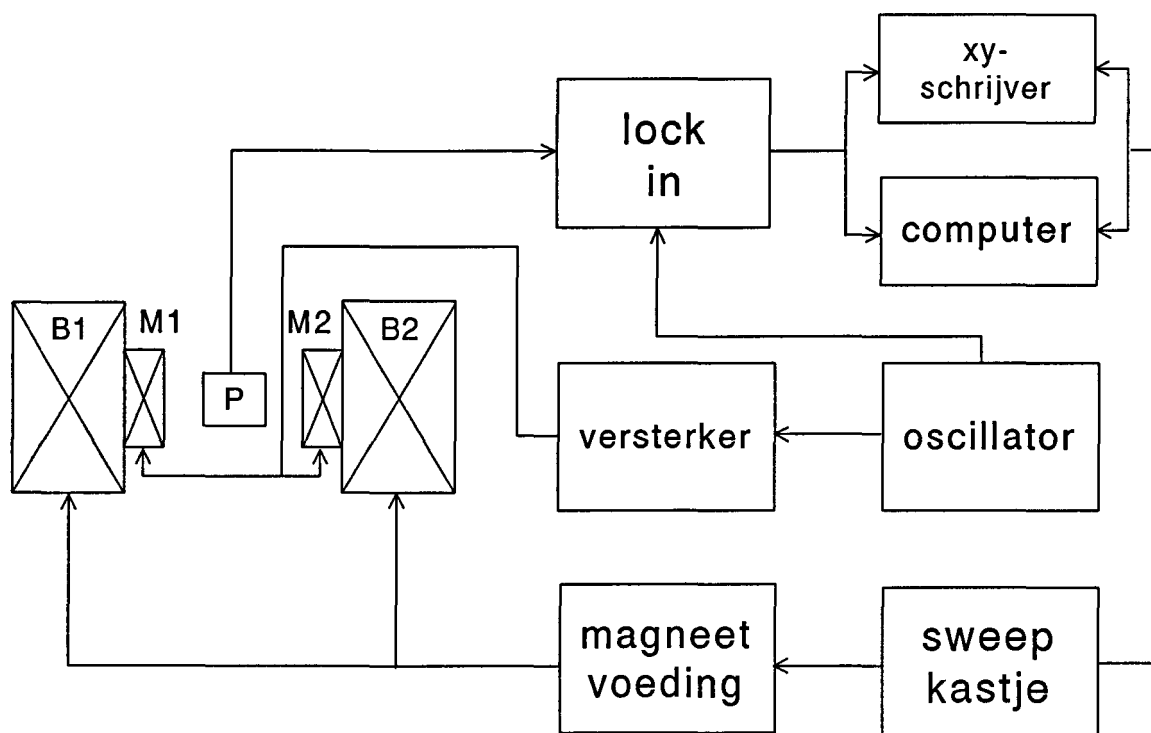 xy-
schrijver
lock
in
computer
B1
M1
M2
B2
P
versterker
oscillator
magneet
voeding
sweep
kastje